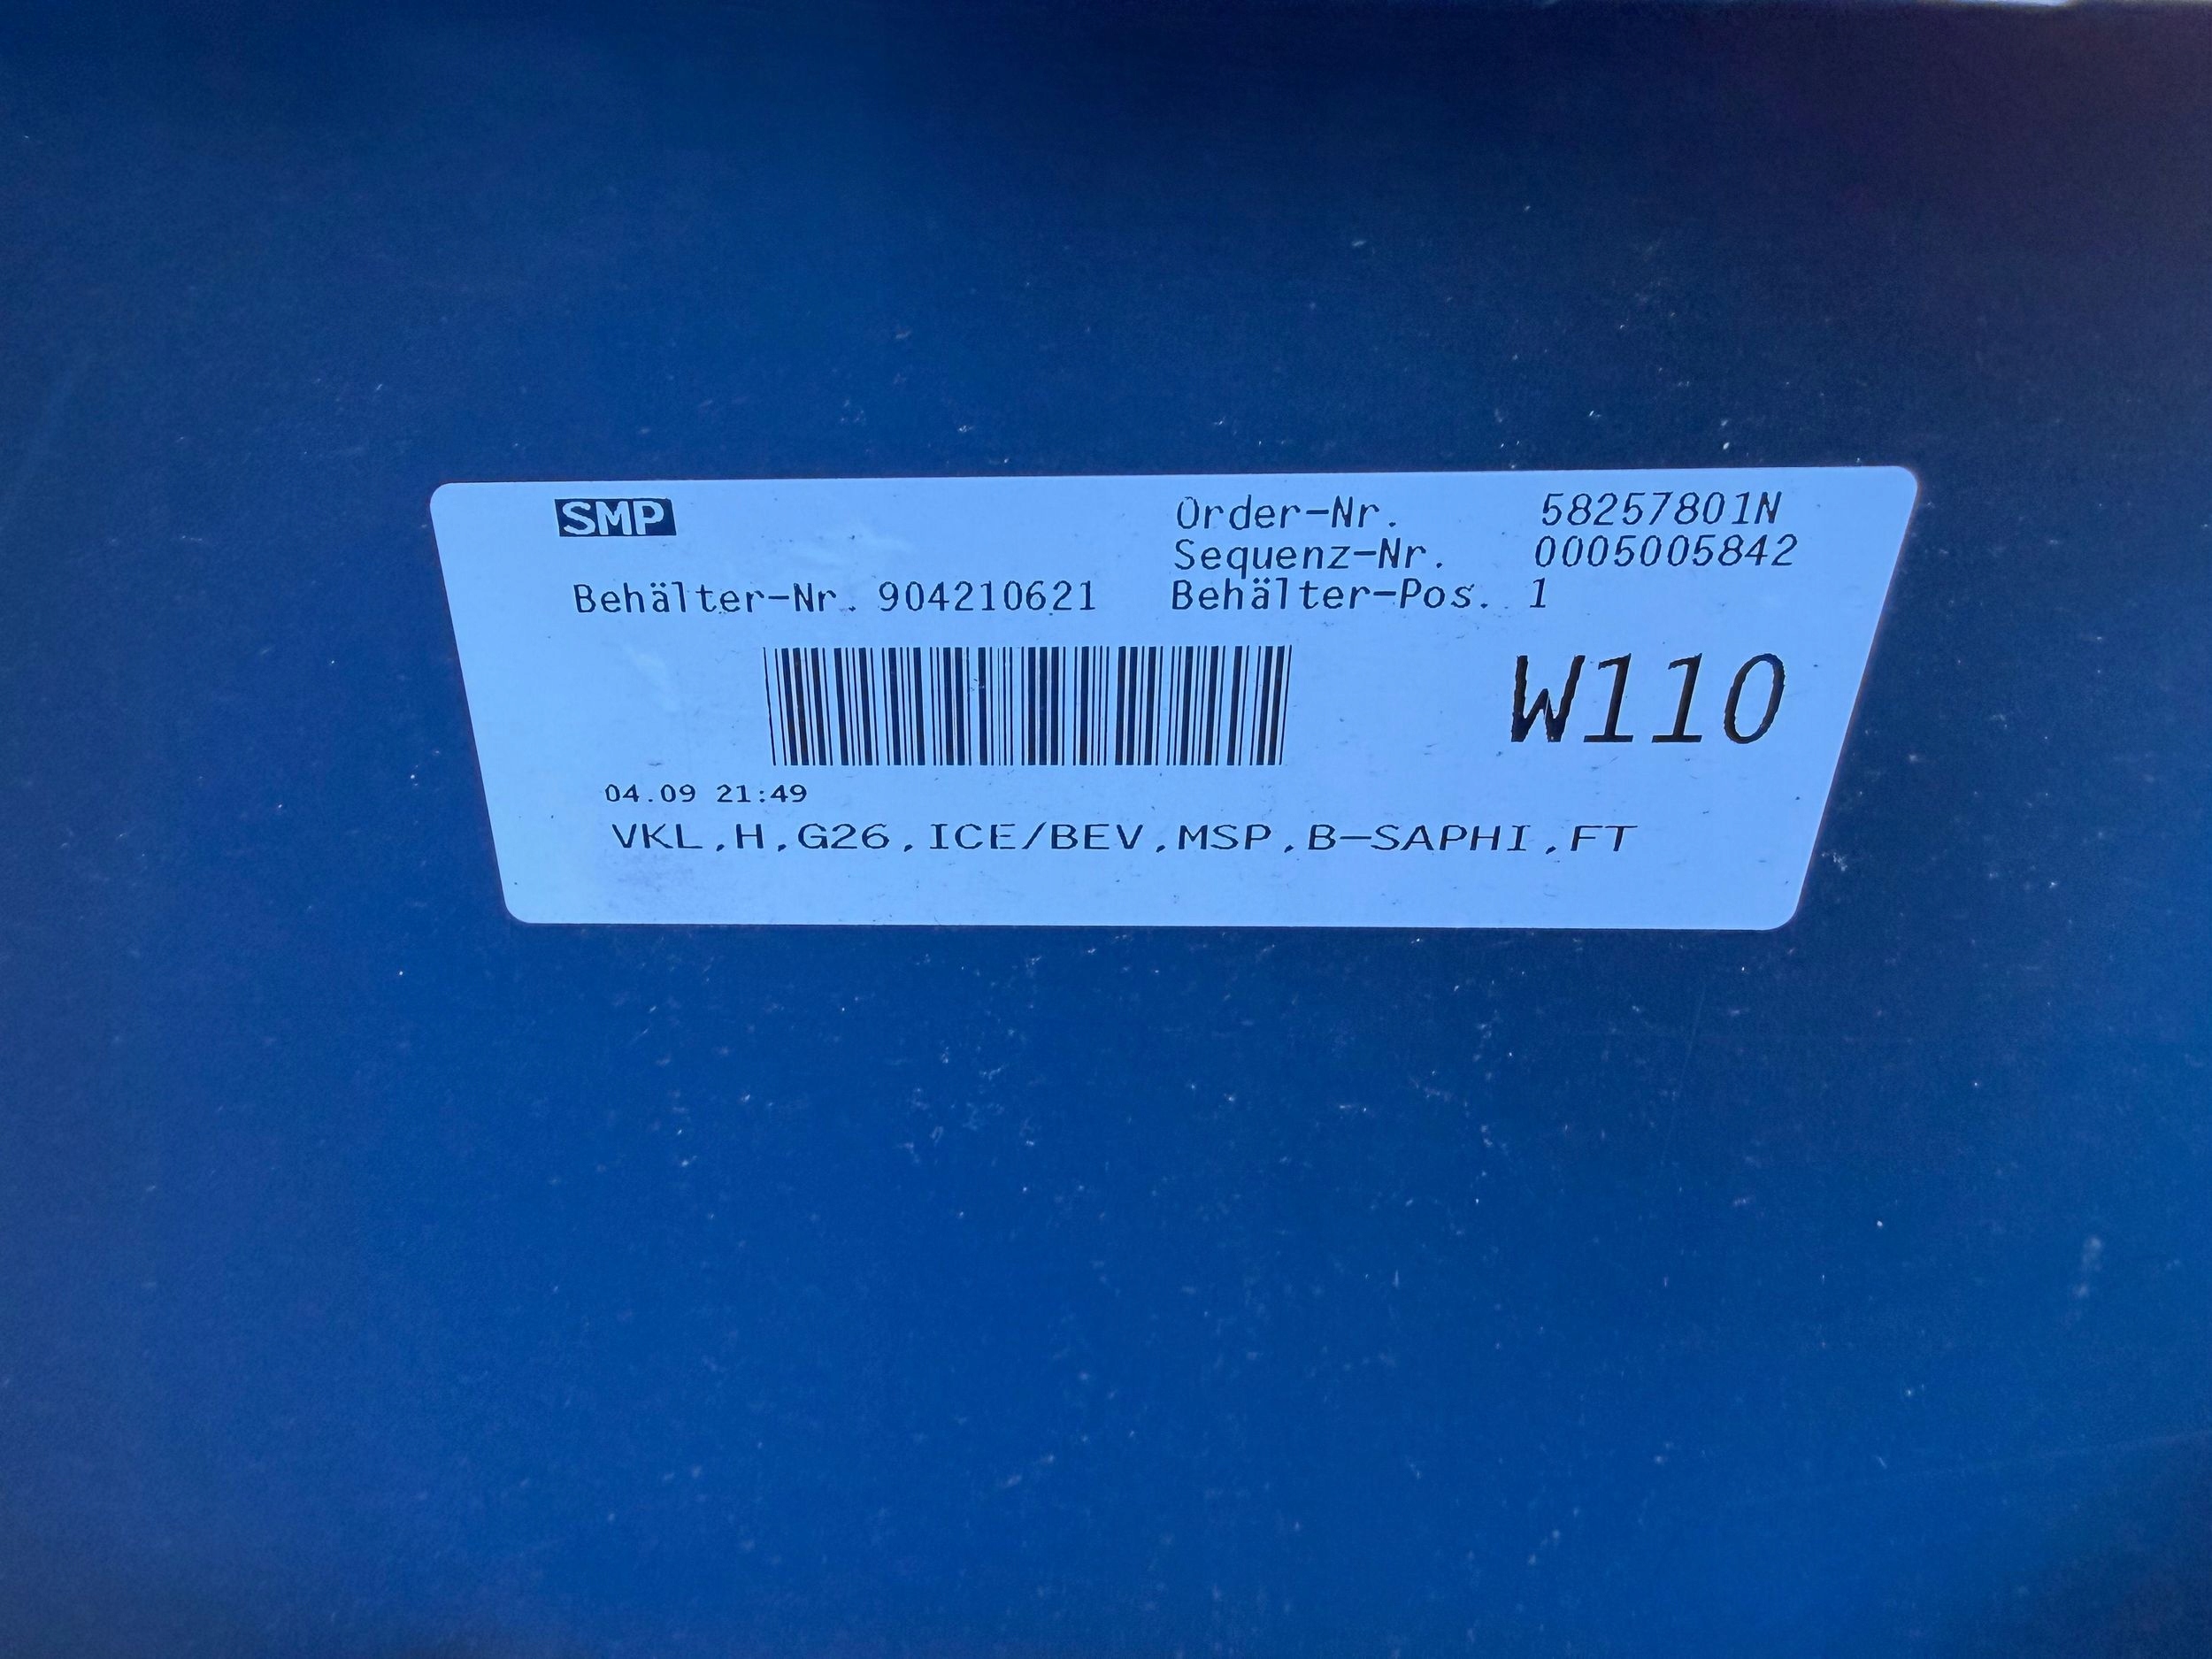 SMP
Order-Nr. 58257801N
Sequenz-Nr. 0005005842
Behälter-Nr. 904210621 Behälter-Pos. 1
W110
04.09 21:49
VKL,H,G26,ICE/BEV,MSP,B-SAPHI,FT